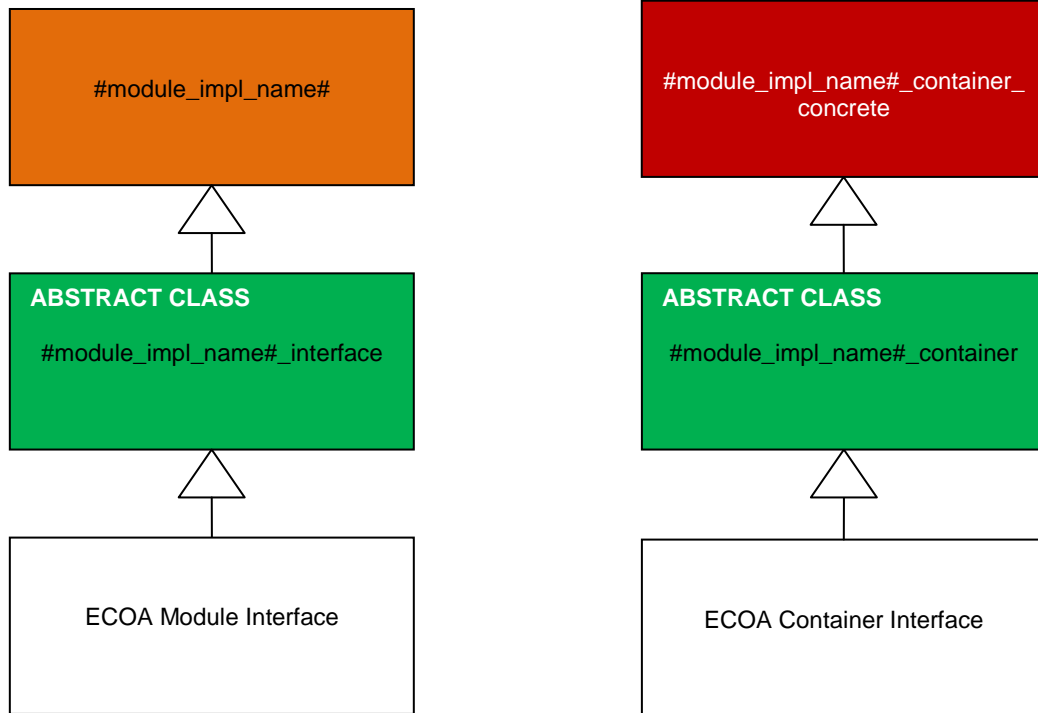 #module_impl_name#
ABSTRACT CLASS
#module_impl_name#_interface
ECOA Module Interface
#module_impl_name#_container_
concrete
ABSTRACT CLASS
#module_impl_name#_container
ECOA Container Interface